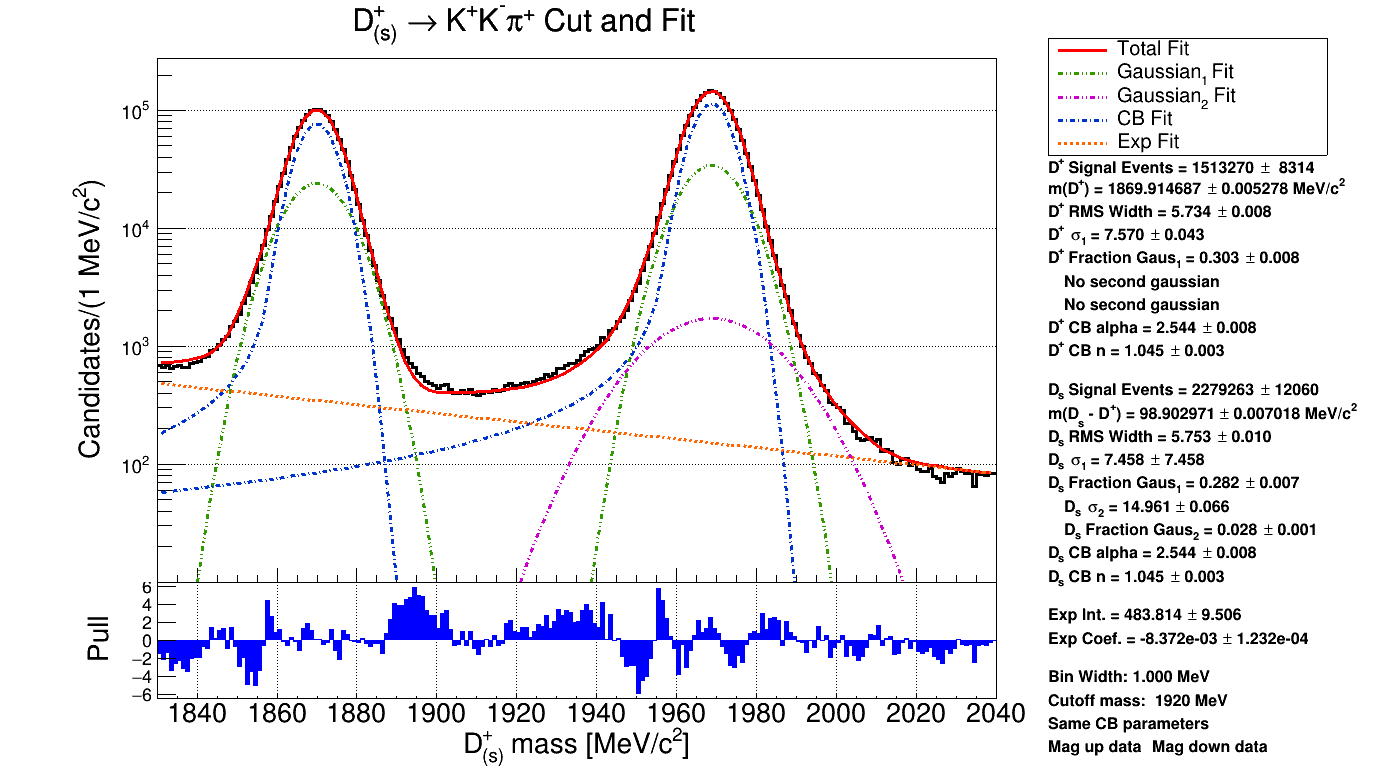 D⁺₍ₛ₎ → K⁺K⁻π⁺ Cut and Fit
Candidates/(1 MeV/c²)
10⁵
10⁴
10³
10²
Total Fit
Gaussian₁ Fit
Gaussian₂ Fit
CB Fit
Exp Fit
D⁺ Signal Events = 1513270 ± 8314
m(D⁺) = 1869.914687 ± 0.005278 MeV/c²
D⁺ RMS Width = 5.734 ± 0.008
D⁺ σ₁ = 7.570 ± 0.043
D⁺ Fraction Gaus₁ = 0.303 ± 0.008
No second gaussian
No second gaussian
D⁺ CB alpha = 2.544 ± 0.008
D⁺ CB n = 1.045 ± 0.003
Dₛ Signal Events = 2279263 ± 12060
m(Dₛ - D⁺) = 98.902971 ± 0.007018 MeV/c²
Dₛ RMS Width = 5.753 ± 0.010
Dₛ σ₁ = 7.458 ± 7.458
Dₛ Fraction Gaus₁ = 0.282 ± 0.007
Dₛ σ₂ = 14.961 ± 0.066
Dₛ Fraction Gaus₂ = 0.028 ± 0.001
Dₛ CB alpha = 2.544 ± 0.008
Dₛ CB n = 1.045 ± 0.003
Exp Int. = 483.814 ± 9.506
Exp Coef. = -8.372e-03 ± 1.232e-04
Bin Width: 1.000 MeV
Cutoff mass: 1920 MeV
Same CB parameters
Mag up data Mag down data
Pull
6
4
2
0
−2
−4
−6
1840 1860 1880 1900 1920 1940 1960 1980 2000 2020 2040
D⁺₍ₛ₎ mass [MeV/c²]